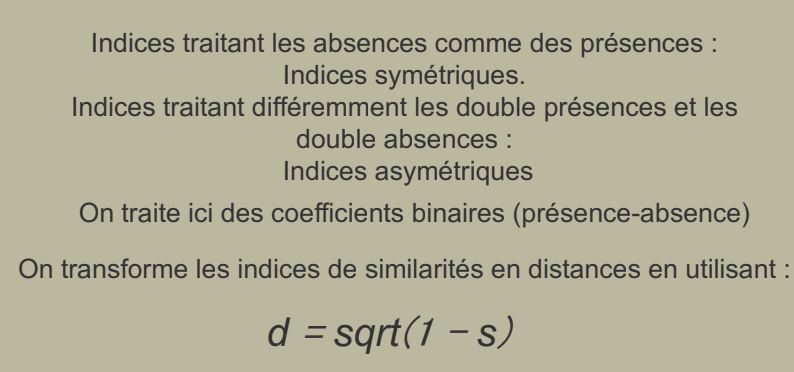 Indices traitant les absences comme des présences :
Indices symétriques.
Indices traitant différemment les double présences et les
double absences :
Indices asymétriques
On traite ici des coefficients binaires (présence-absence)
On transforme les indices de similarités en distances en utilisant :
d = sqrt(1 − s)